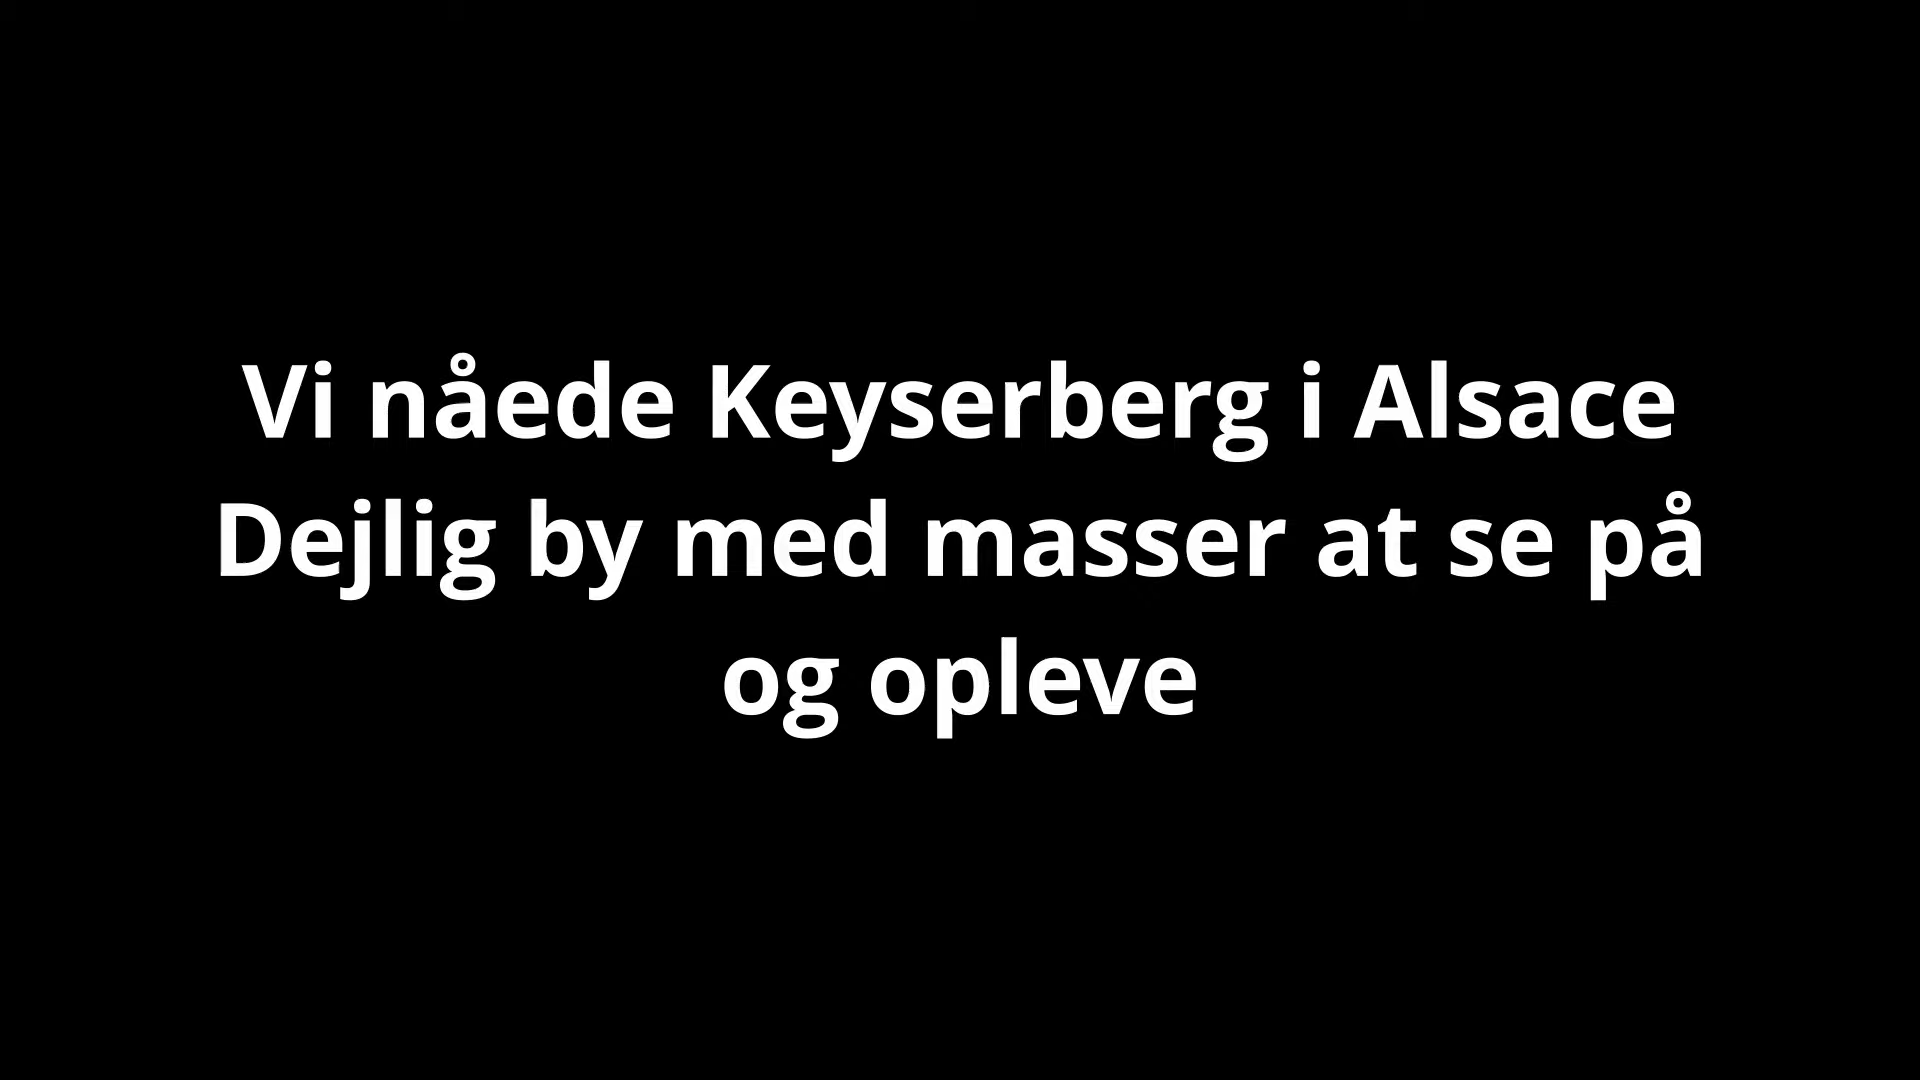 Vi nåede Keyserberg i Alsace
Dejlig by med masser at se på
og opleve